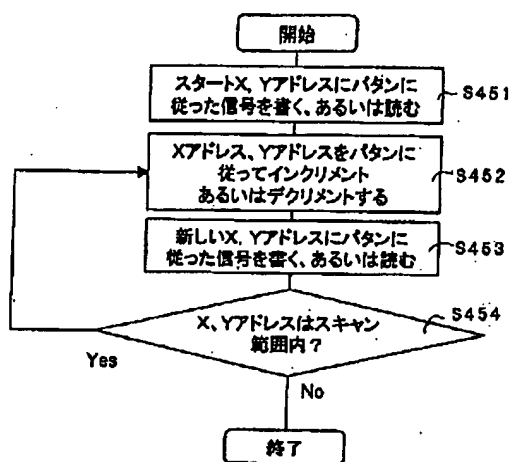 開始
スタートX, Yアドレスにパタンに
従った信号を書く、あるいは読む
S451
Xアドレス、Yアドレスをパタンに
従ってインクリメント
あるいはデクリメントする
S452
新しいX, Yアドレスにパタンに
従った信号を書く、あるいは読む
S453
X、Yアドレスはスキャン
範囲内？
S454
Yes
No
終了